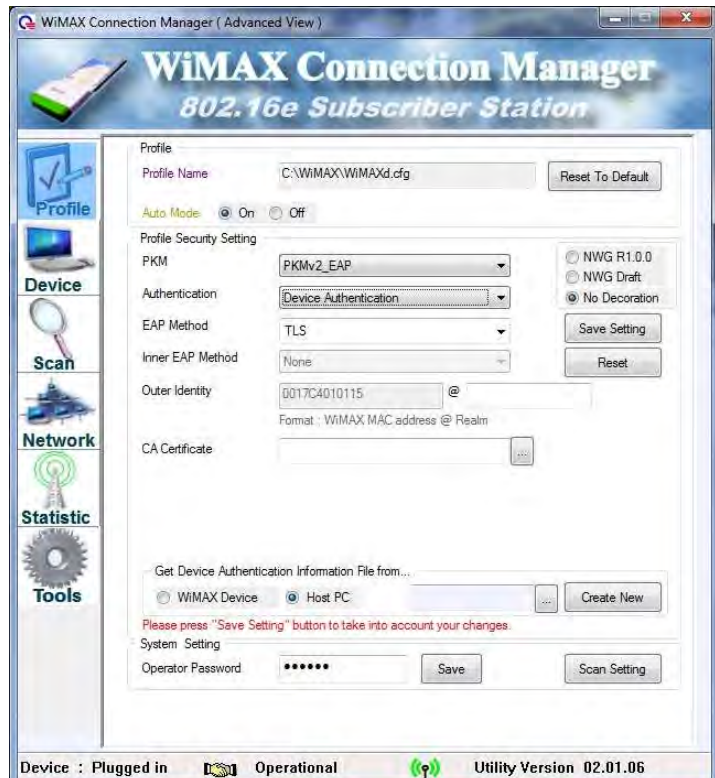 WiMAX Connection Manager ( Advanced View )
WiMAX Connection Manager
802.16e Subscriber Station
Profile
Device
Scan
Network
Statistic
Tools
Profile
Profile Name C:\WiMAX\WiMAXd.cfg Reset To Default
Auto Mode On Off
Profile Security Setting
PKM PKMv2_EAP
NWG R1.0.0
NWG Draft
No Decoration
Authentication Device Authentication
EAP Method TLS Save Setting
Inner EAP Method None Reset
Outer Identity 0017C4010115 @
Format : WiMAX MAC address @ Realm
CA Certificate ...
Get Device Authentication Information File from...
WiMAX Device Host PC ... Create New
Please press "Save Setting" button to take into account your changes.
System Setting
Operator Password •••••• Save Scan Setting
Device : Plugged in Operational Utility Version 02.01.06